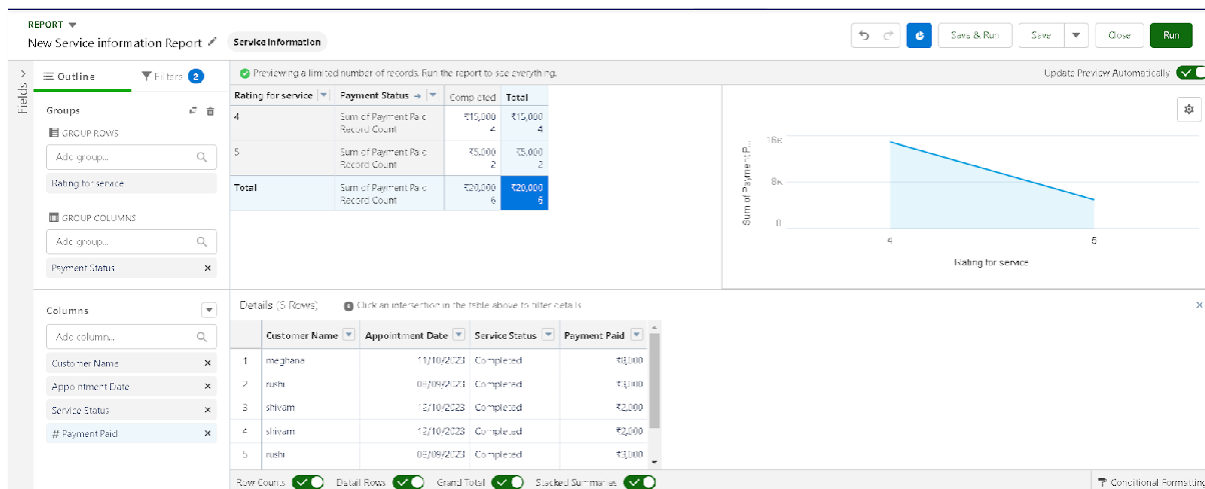 REPORT
New Service information Report
Service Information
Save & Run
Save
Close
Run
Fields
Outline
Filters 2
Previewing a limited number of records. Run the report to see everything.
Update Preview Automatically
Groups
GROUP ROWS
Add group...
Rating for service
GROUP COLUMNS
Add group...
Payment Status
Rating for service Payment Status Completed Total
4 Sum of Payment Paid ₹15,000 ₹15,000
Record Count 4 4
5 Sum of Payment Paid ₹5,000 ₹5,000
Record Count 2 2
Total Sum of Payment Paid ₹20,000 ₹20,000
Record Count 6 6
Sum of Payment P...
16K
8K
0
4 5
Rating for service
Columns
Add column...
Customer Name
Appointment Date
Service Status
# Payment Paid
Details (6 Rows) Click an intersection in the table above to filter details
Customer Name Appointment Date Service Status Payment Paid
1 meghana 11/10/2023 Completed
2 rushi 08/09/2023 Completed ₹3,000
3 shivam 12/10/2023 Completed ₹2,000
4 shivam 12/10/2023 Completed ₹2,000
5 rushi 08/09/2023 Completed ₹3,000
Row Counts Detail Rows Grand Total Stacked Summaries
Conditional Formatting